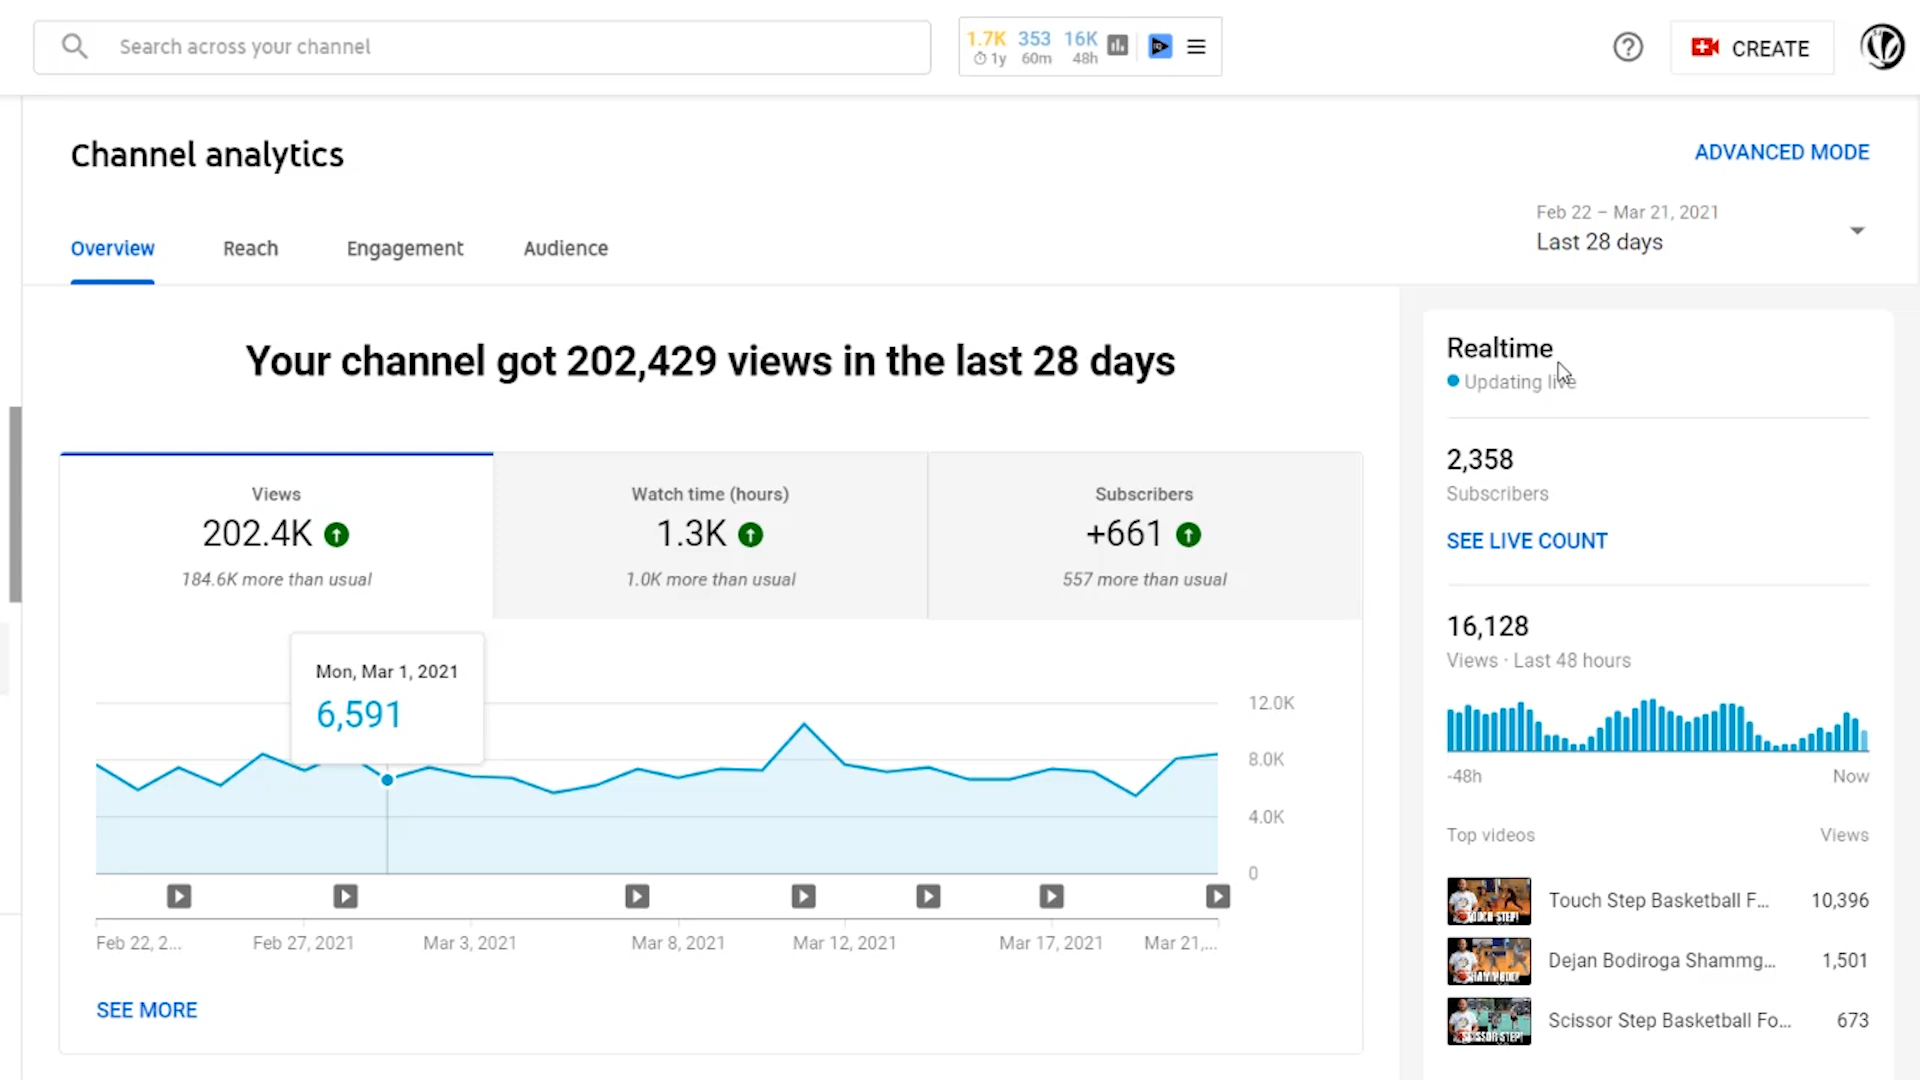 Search across your channel
1.7K 353 16K
1y 60m 48h
CREATE
Channel analytics
ADVANCED MODE
Feb 22 – Mar 21, 2021
Last 28 days
Overview Reach Engagement Audience
Your channel got 202,429 views in the last 28 days
Realtime
Updating live
Views
202.4K
184.6K more than usual
Watch time (hours)
1.3K
1.0K more than usual
Subscribers
+661
557 more than usual
2,358
Subscribers
SEE LIVE COUNT
16,128
Views · Last 48 hours
-48h Now
Mon, Mar 1, 2021
6,591
12.0K
8.0K
4.0K
0
Feb 22, 2... Feb 27, 2021 Mar 3, 2021 Mar 8, 2021 Mar 12, 2021 Mar 17, 2021 Mar 21,...
SEE MORE
Top videos Views
TOUCH STEP!
Touch Step Basketball F... 10,396
Dejan Bodiroga Shammg... 1,501
SCISSOR STEP!
Scissor Step Basketball Fo... 673